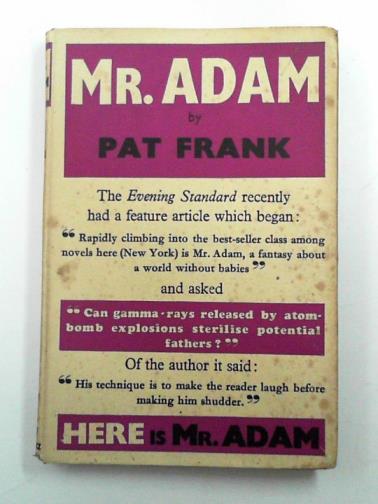 MR. ADAM
by
PAT FRANK
The Evening Standard recently
had a feature article which began:
“Rapidly climbing into the best-seller class among
novels here (New York) is Mr. Adam, a fantasy about
a world without babies”
and asked
“Can gamma-rays released by atom-
bomb explosions sterilise potential
fathers?”
Of the author it said:
“His technique is to make the reader laugh before
making him shudder.”
HERE IS MR. ADAM